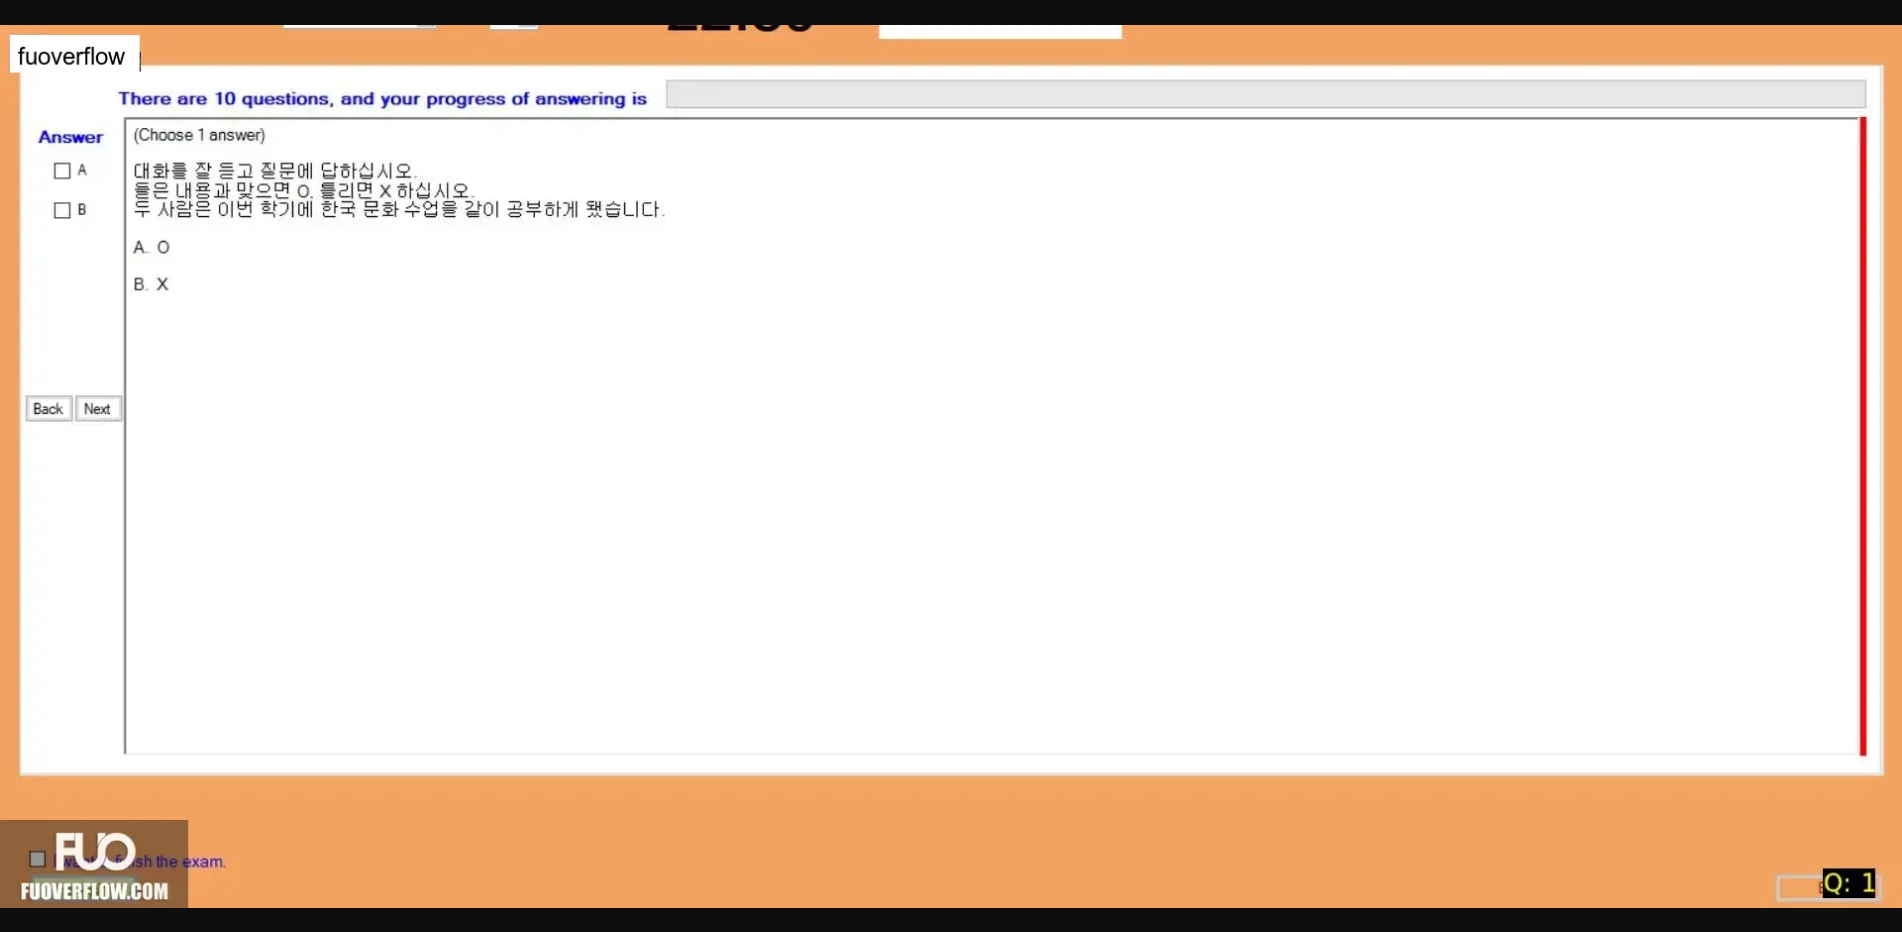 fuoverflow
There are 10 questions, and your progress of answering is
Answer
(Choose 1 answer)
A
대화를 잘 듣고 질문에 답하십시오.
들은 내용과 맞으면 O, 틀리면 X 하십시오.
B
두 사람은 이번 학기에 한국 문화 수업을 같이 공부하게 됐습니다.
A. O
B. X
Back Next
FUO
finish the exam.
FUOVERFLOW.COM
Q: 1